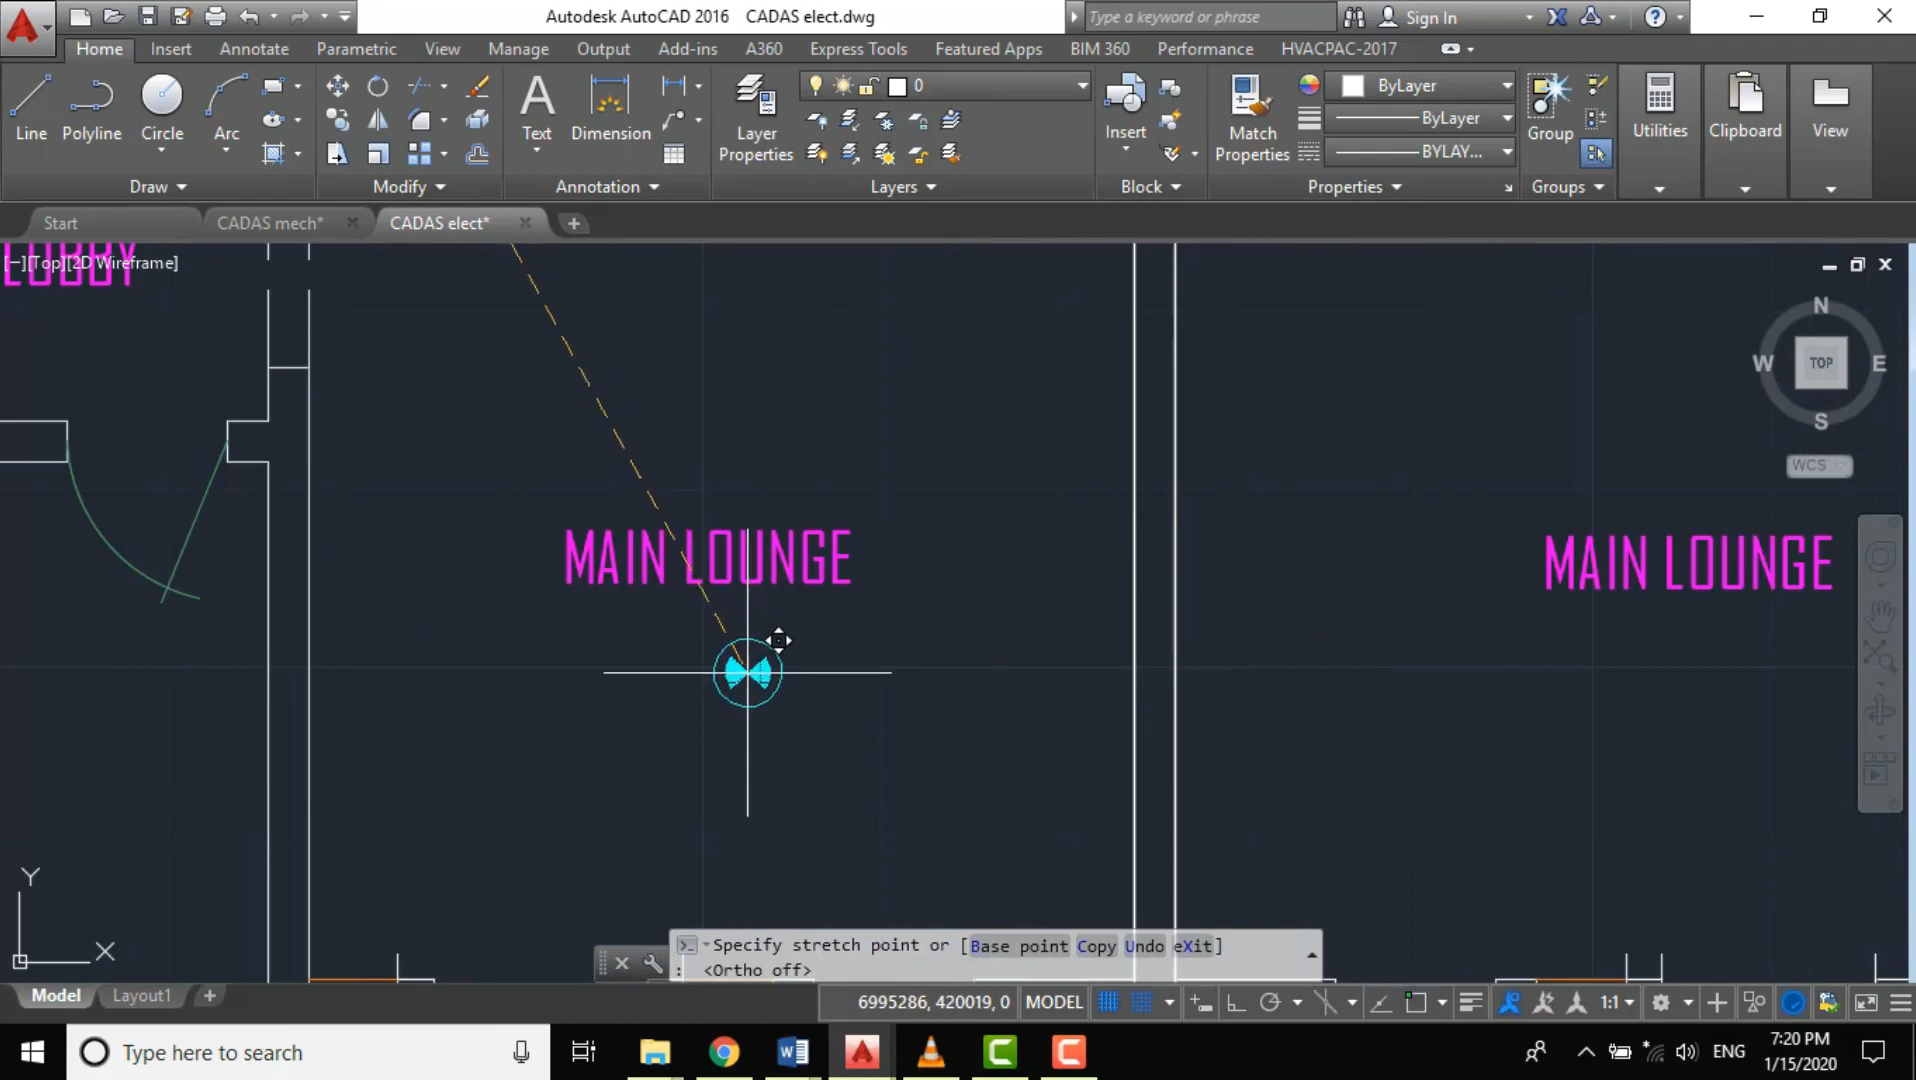 Autodesk AutoCAD 2016 CADAS elect.dwg
Type a keyword or phrase
Sign In
Home Insert Annotate Parametric View Manage Output Add-ins A360 Express Tools Featured Apps BIM 360 Performance HVACPAC-2017
0
ByLayer
Line Polyline Circle Arc
Text Dimension
Layer
Properties
Insert
Match
Properties
ByLayer
Group
Utilities Clipboard View
BYLAY...
Draw Modify Annotation Layers Block Properties Groups
Start CADAS mech* CADAS elect*
LOBBY
[−][Top][2D Wireframe]
N
W TOP E
S
WCS
MAIN LOUNGE
MAIN LOUNGE
Y
X
Specify stretch point or [Base point Copy Undo eXit]
: <Ortho off>
Model Layout1
6995286, 420019, 0 MODEL
1:1
Type here to search
ENG
7:20 PM
1/15/2020